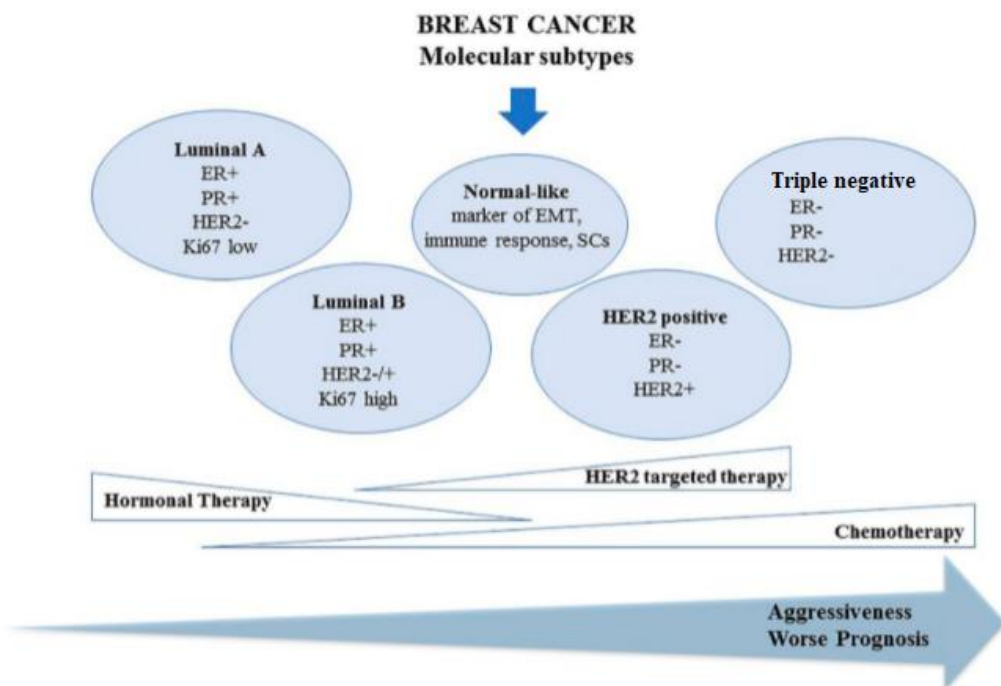 BREAST CANCER
Molecular subtypes
Luminal A
ER+
PR+
HER2-
Ki67 low
Normal-like
marker of EMT,
immune response, SCs
Triple negative
ER-
PR-
HER2-
Luminal B
ER+
PR+
HER2-/+
Ki67 high
HER2 positive
ER-
PR-
HER2+
HER2 targeted therapy
Hormonal Therapy
Chemotherapy
Aggressiveness
Worse Prognosis